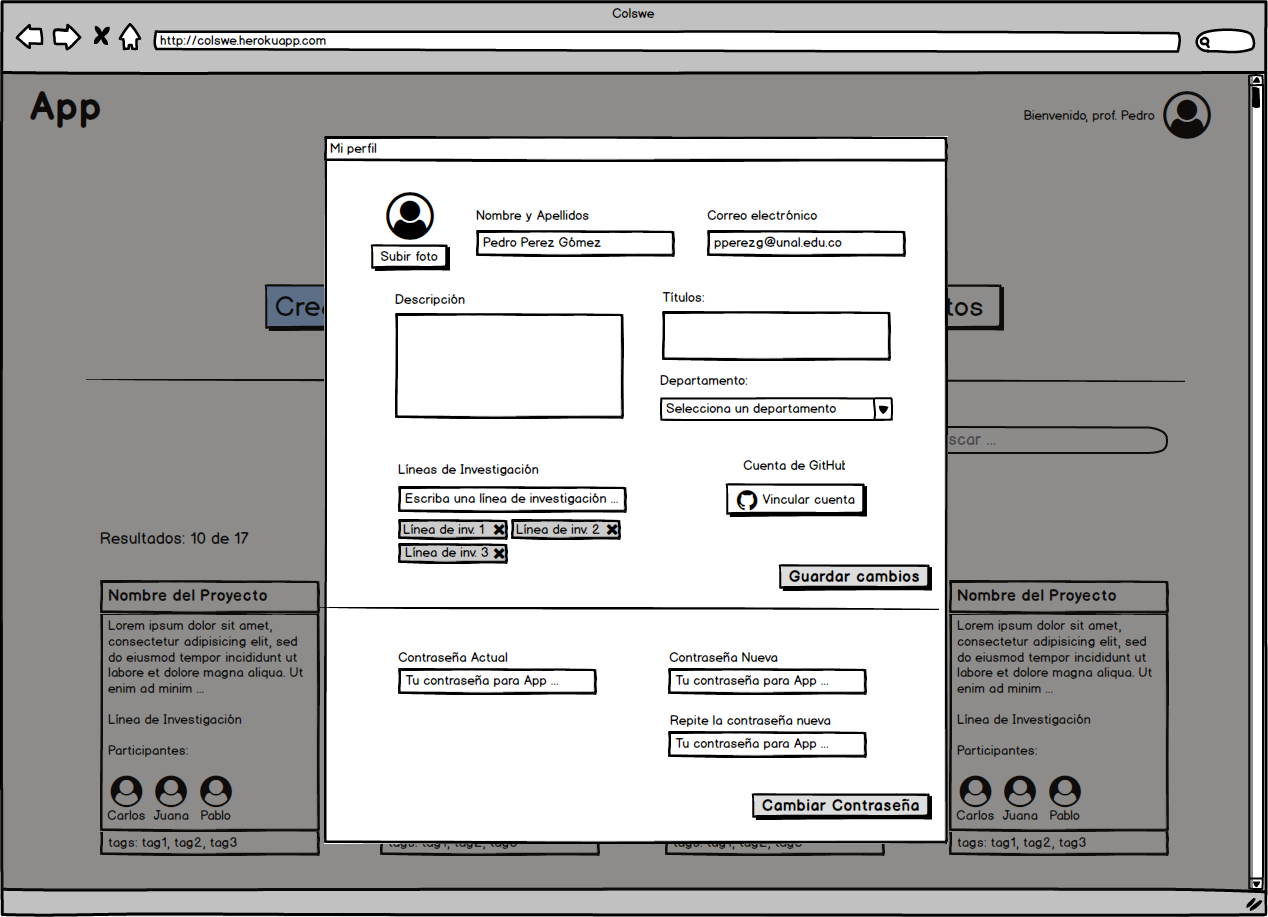 Colswe
http://colswe.herokuapp.com
App
Bienvenido, prof. Pedro
Mi perfil
Nombre y Apellidos
Correo electrónico
Pedro Perez Gómez
pperezg@unal.edu.co
Subir foto
Descripción
Títulos:
Departamento:
Selecciona un departamento
Líneas de Investigación
Cuenta de GitHub
Escriba una línea de investigación ...
Vincular cuenta
Línea de inv. 1
Línea de inv. 2
Línea de inv. 3
Guardar cambios
Resultados: 10 de 17
Nombre del Proyecto
Lorem ipsum dolor sit amet,
consectetur adipisicing elit, sed
do eiusmod tempor incididunt ut
labore et dolore magna aliqua. Ut
enim ad minim ...
Línea de Investigación
Participantes:
Carlos Juana Pablo
tags: tag1, tag2, tag3
Contraseña Actual
Tu contraseña para App ...
Contraseña Nueva
Tu contraseña para App ...
Repite la contraseña nueva
Tu contraseña para App ...
Cambiar Contraseña
Nombre del Proyecto
Lorem ipsum dolor sit amet,
consectetur adipisicing elit, sed
do eiusmod tempor incididunt ut
labore et dolore magna aliqua. Ut
enim ad minim ...
Línea de Investigación
Participantes:
Carlos Juana Pablo
tags: tag1, tag2, tag3